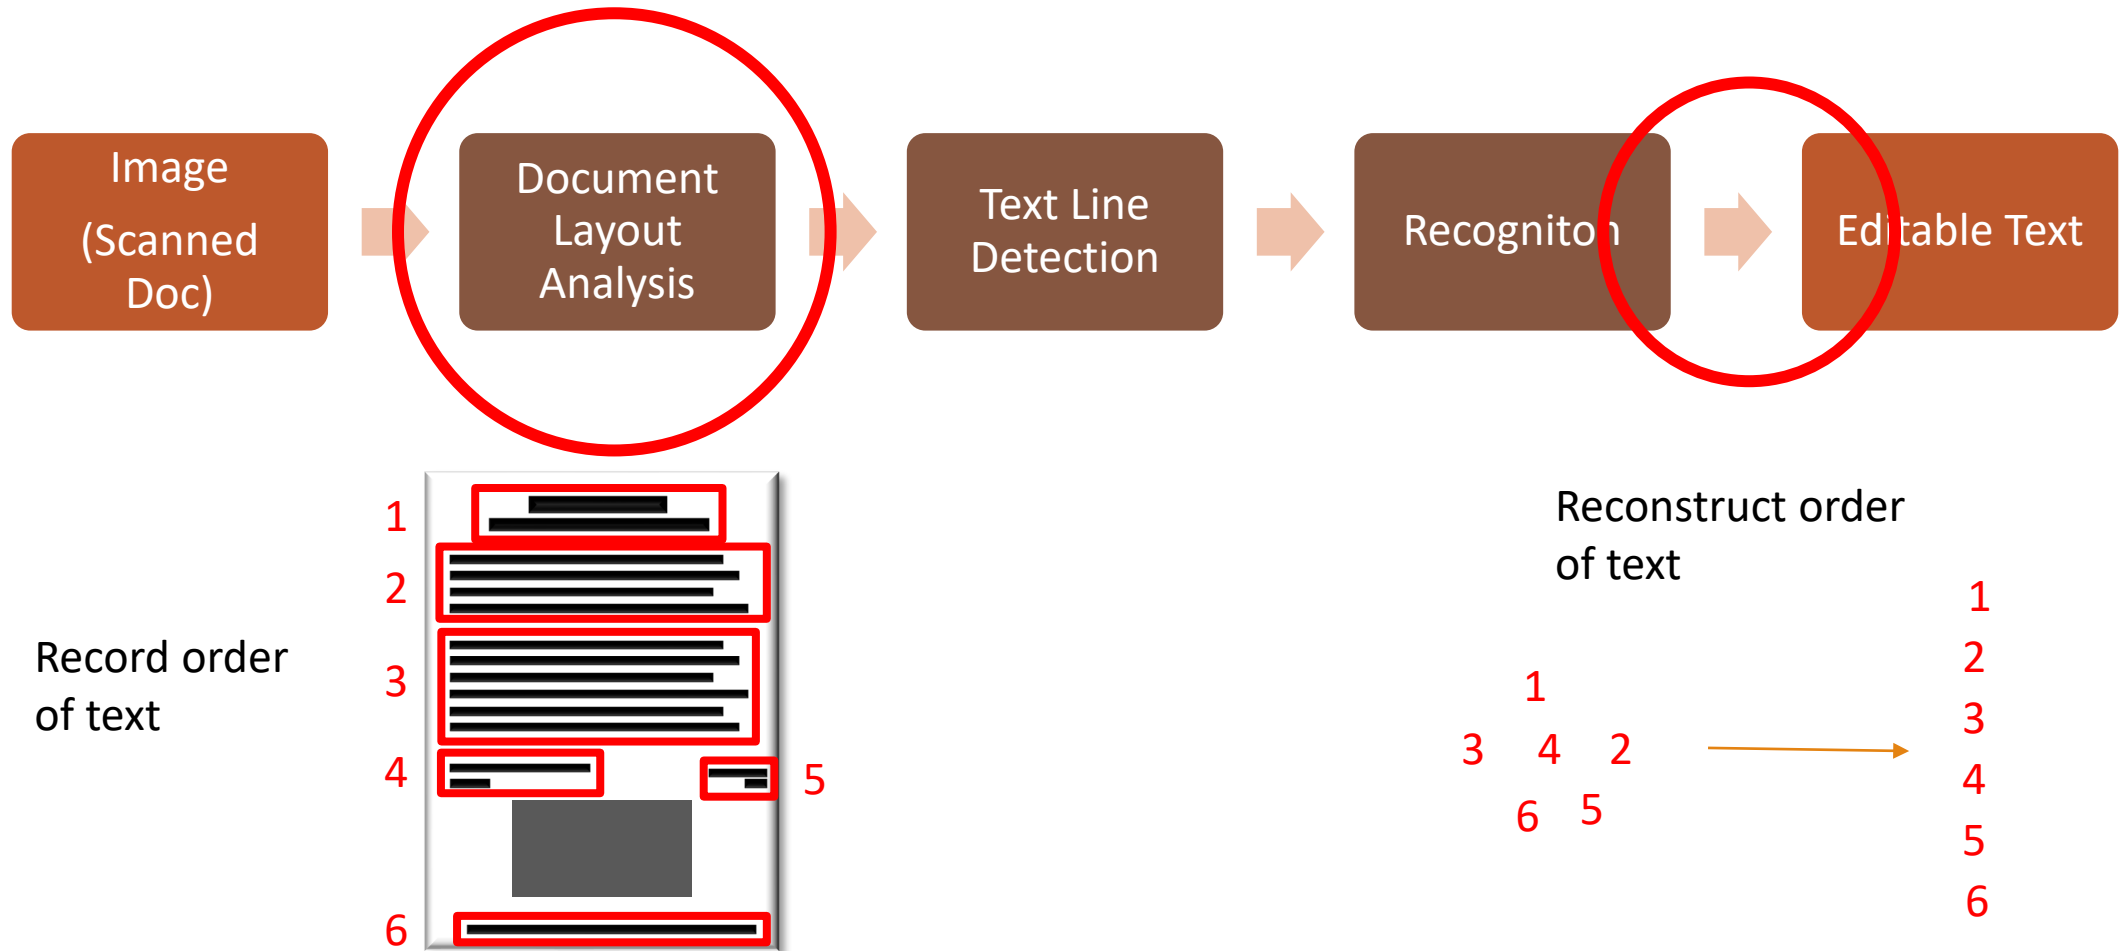 Image
(Scanned
Doc)
Document
Layout
Analysis
Text Line
Detection
Recogniton
Editable Text
Record order
of text
1
2
3
4
5
6
Reconstruct order
of text
1
3 4 2
6 5
1
2
3
4
5
6